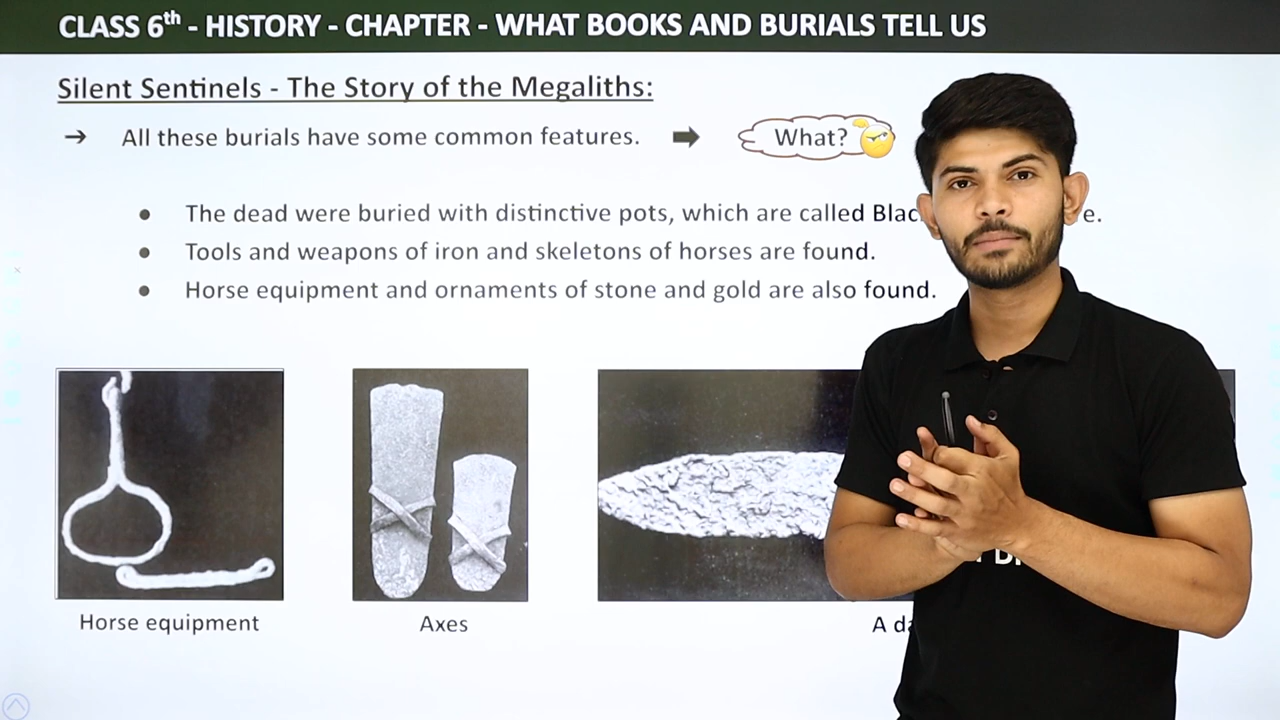 CLASS 6th - HISTORY - CHAPTER - WHAT BOOKS AND BURIALS TELL US
Silent Sentinels - The Story of the Megaliths:
➔ All these burials have some common features. ➡ What?
● The dead were buried with distinctive pots, which are called
● Tools and weapons of iron and skeletons of horses are found.
● Horse equipment and ornaments of stone and gold are also found.
Horse equipment
Axes
A